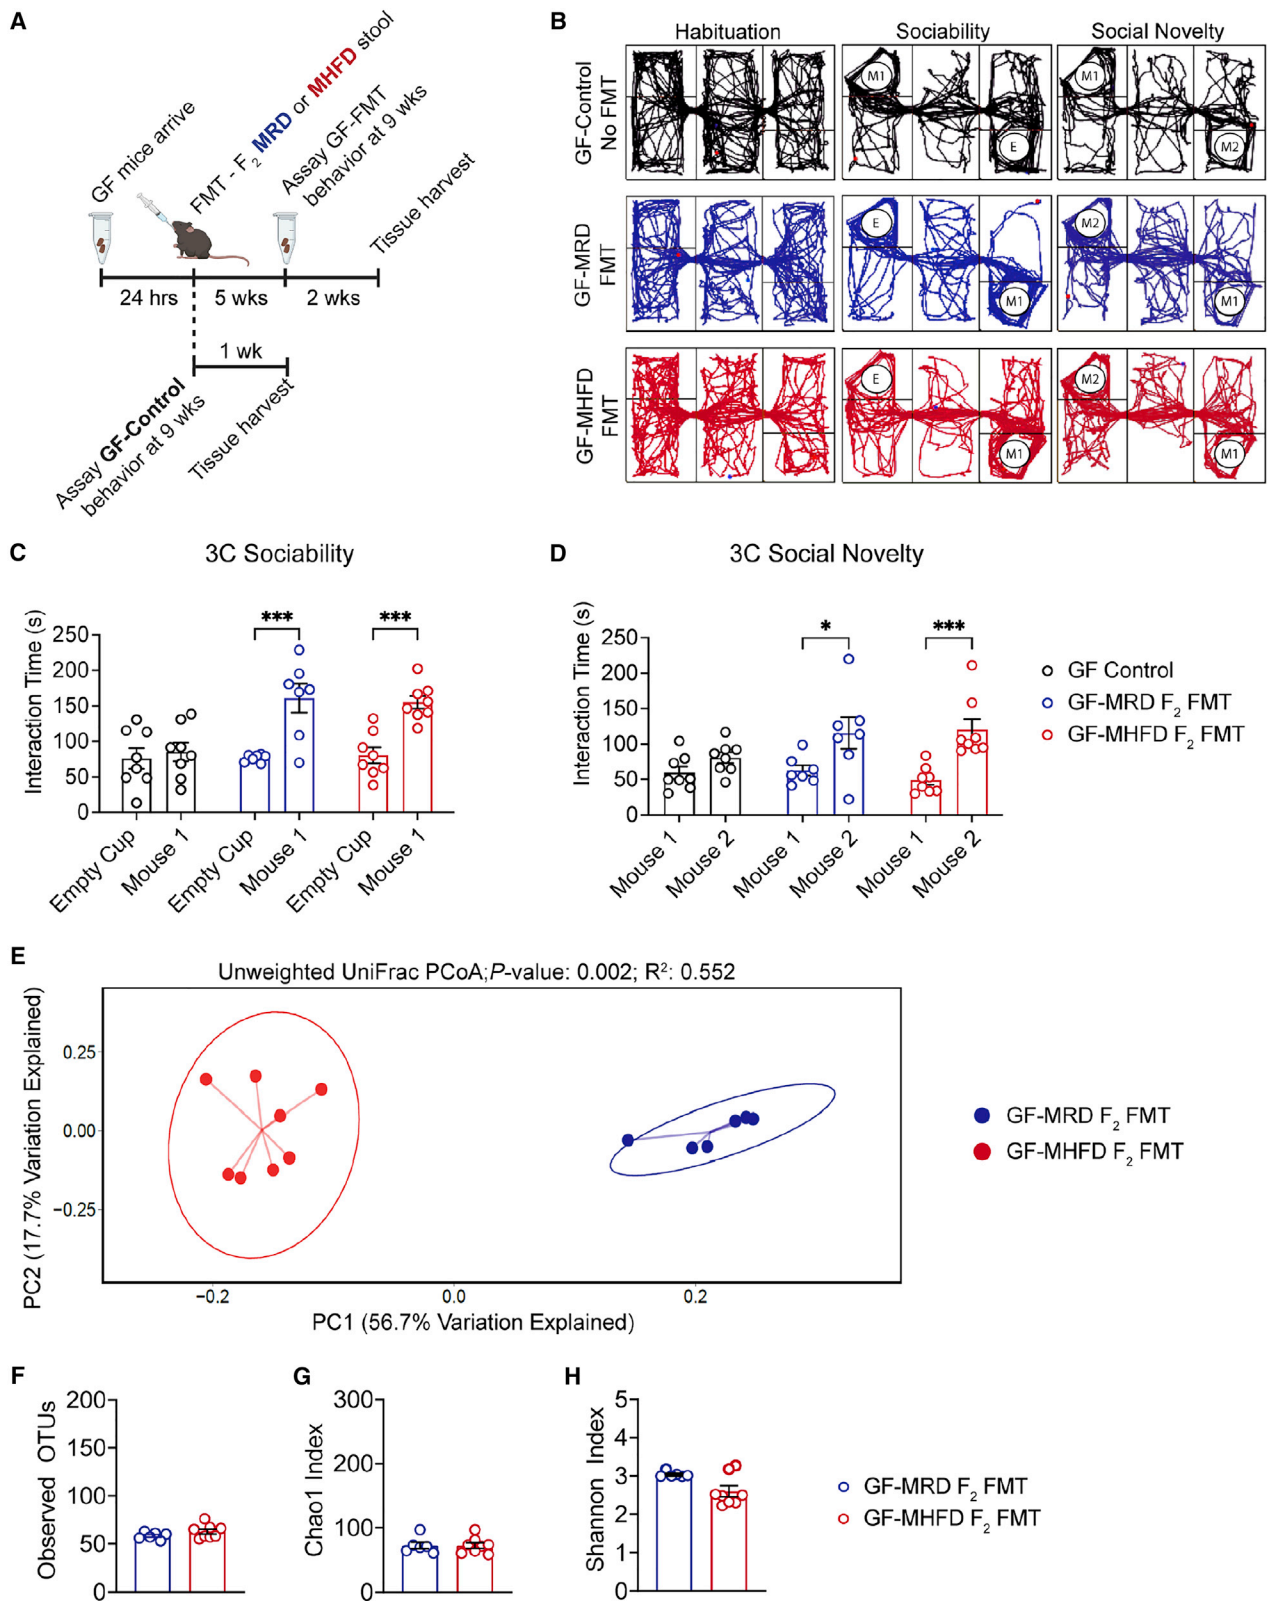 A
GF mice arrive
FMT - F2 MRD or MHFD stool
Assay GF-FMT
behavior at 9 wks
Tissue harvest
24 hrs
5 wks
2 wks
1 wk
Assay GF-Control
behavior at 9 wks
Tissue harvest
B
Habituation
Sociability
Social Novelty
GF-Control
No FMT
M1
E
M1
M2
GF-MRD
FMT
E
M1
M2
M1
GF-MHFD
FMT
E
M1
M2
M1
C
3C Sociability
Interaction Time (s)
250
200
150
100
50
0
***
***
Empty Cup
Mouse 1
Empty Cup
Mouse 1
Empty Cup
Mouse 1
D
3C Social Novelty
Interaction Time (s)
250
200
150
100
50
0
*
***
Mouse 1
Mouse 2
Mouse 1
Mouse 2
Mouse 1
Mouse 2
GF Control
GF-MRD F2 FMT
GF-MHFD F2 FMT
E
Unweighted UniFrac PCoA;P-value: 0.002; R²: 0.552
PC2 (17.7% Variation Explained)
0.25
0.00
−0.25
−0.2
0.0
0.2
PC1 (56.7% Variation Explained)
GF-MRD F2 FMT
GF-MHFD F2 FMT
F
Observed OTUs
200
150
100
50
0
G
Chao1 Index
300
200
100
0
H
Shannon Index
5
4
3
2
1
0
GF-MRD F2 FMT
GF-MHFD F2 FMT